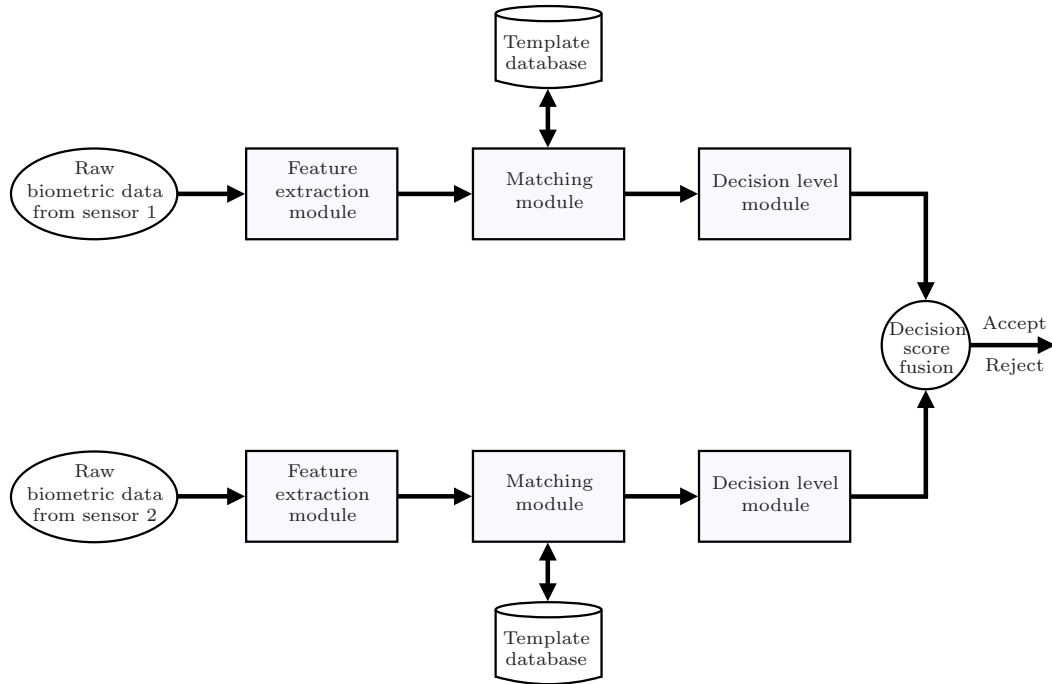 Template
database
Raw
biometric data
from sensor 1
Feature
extraction
module
Matching
module
Decision level
module
Decision
score
fusion
Accept
Reject
Raw
biometric data
from sensor 2
Feature
extraction
module
Matching
module
Decision level
module
Template
database